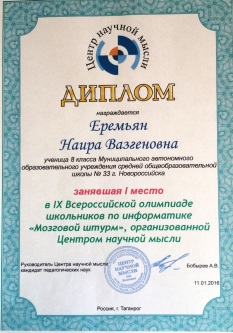 Центр научной мысли
ДИПЛОМ
награждается
Еремьян
Наира Вазгеновна
ученица 8 класса Муниципального автономного
образовательного учреждения средней общеобразовательной
школы № 33 г. Новороссийска
занявшая I место
в IX Всероссийской олимпиаде
школьников по информатике
«Мозговой штурм», организованной
Центром научной мысли
Руководитель Центра научной мысли
кандидат педагогических наук
ЦЕНТР
НАУЧНОЙ
МЫСЛИ
Бобырев А.В.
11.01.2016
Россия, г. Таганрог